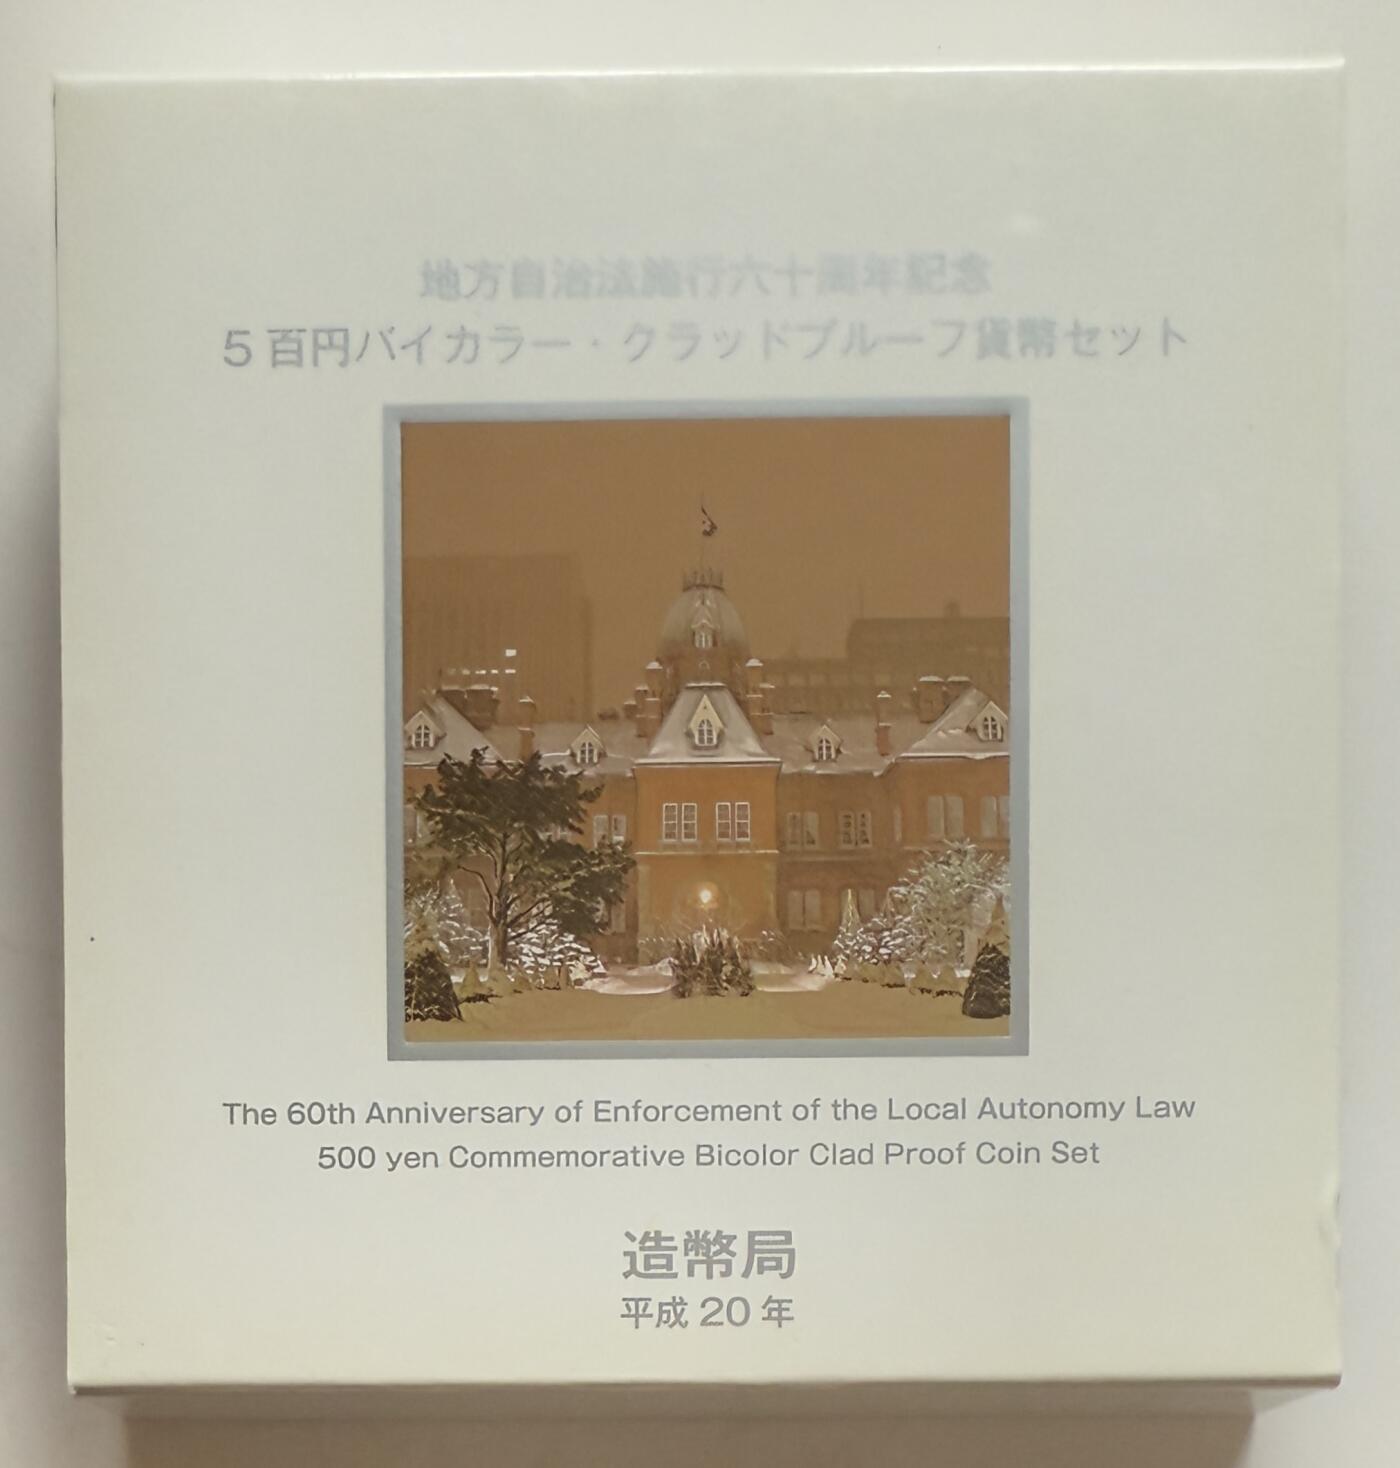 地方自治法施行六十周年記念
5百円バイカラー・クラッドプルーフ貨幣セット
The 60th Anniversary of Enforcement of the Local Autonomy Law
500 yen Commemorative Bicolor Clad Proof Coin Set
造幣局
平成20年